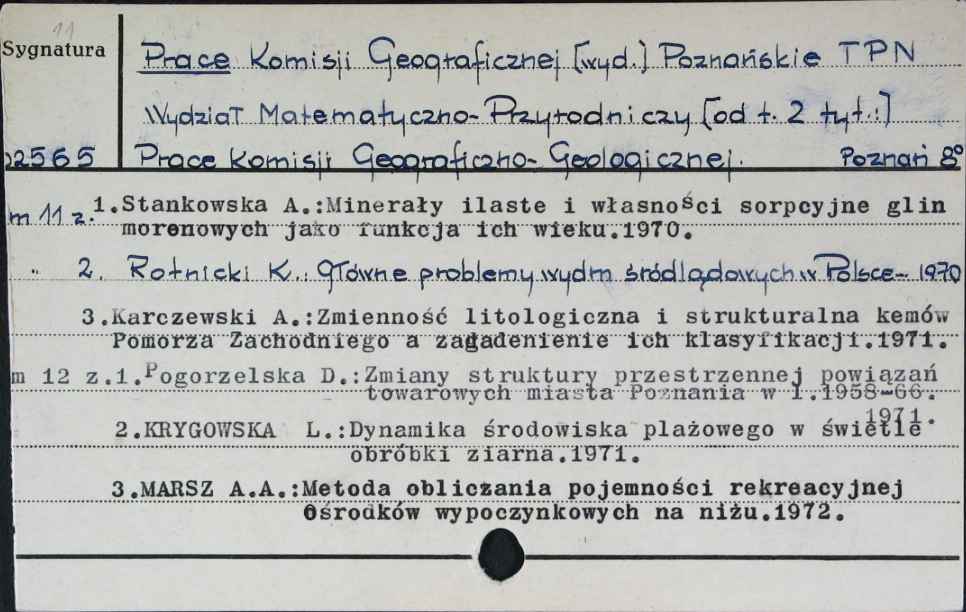 11
Sygnatura
Prace Komisji Geograficznej [wyd.] Poznańskie TPN
Wydział Matematyczno-Przyrodniczy [od t. 2 tyt.:]
02565 Prace Komisji Geograficzno-Geologicznej. Poznań 8°
m 11 z. 1.Stankowska A.:Minerały ilaste i własności sorpcyjne glin
morenowych jako funkcja ich wieku.1970.
" 2. Rotnicki K.: Główne problemy wydm śródlądowych w Polsce- 1970
3.Karczewski A.:Zmienność litologiczna i strukturalna kemów
Pomorza Zachodniego a zagadenienie ich klasyfikacji.1971.
m 12 z.1.Pogorzelska D.:Zmiany struktury przestrzennej powiązań
towarowych miasta Poznania w l.1958-66.
1971.
2.KRYGOWSKA L.:Dynamika środowiska plażowego w świetle
obróbki ziarna.1971.
3.MARSZ A.A.:Metoda obliczania pojemności rekreacyjnej
Ośrodków wypoczynkowych na niżu.1972.